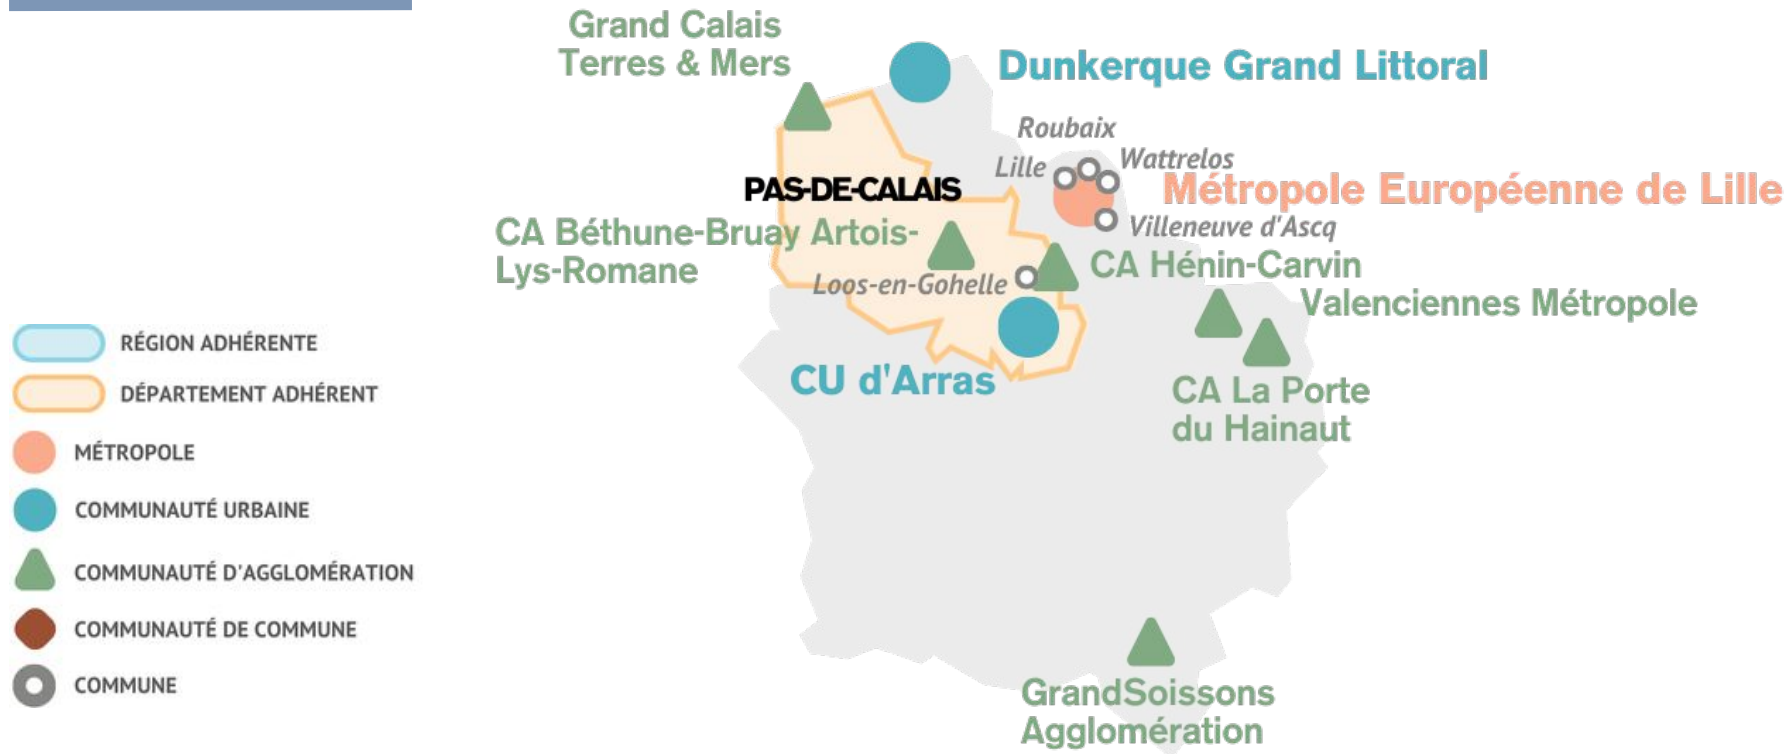 Grand Calais
Terres & Mers
Dunkerque Grand Littoral
Roubaix
Lille
Wattrelos
PAS-DE-CALAIS
Métropole Européenne de Lille
CA Béthune-Bruay Artois-
Lys-Romane
Villeneuve d'Ascq
CA Hénin-Carvin
Loos-en-Gohelle
Valenciennes Métropole
CU d'Arras
CA La Porte
du Hainaut
GrandSoissons
Agglomération
RÉGION ADHÉRENTE
DÉPARTEMENT ADHÉRENT
MÉTROPOLE
COMMUNAUTÉ URBAINE
COMMUNAUTÉ D'AGGLOMÉRATION
COMMUNAUTÉ DE COMMUNE
COMMUNE